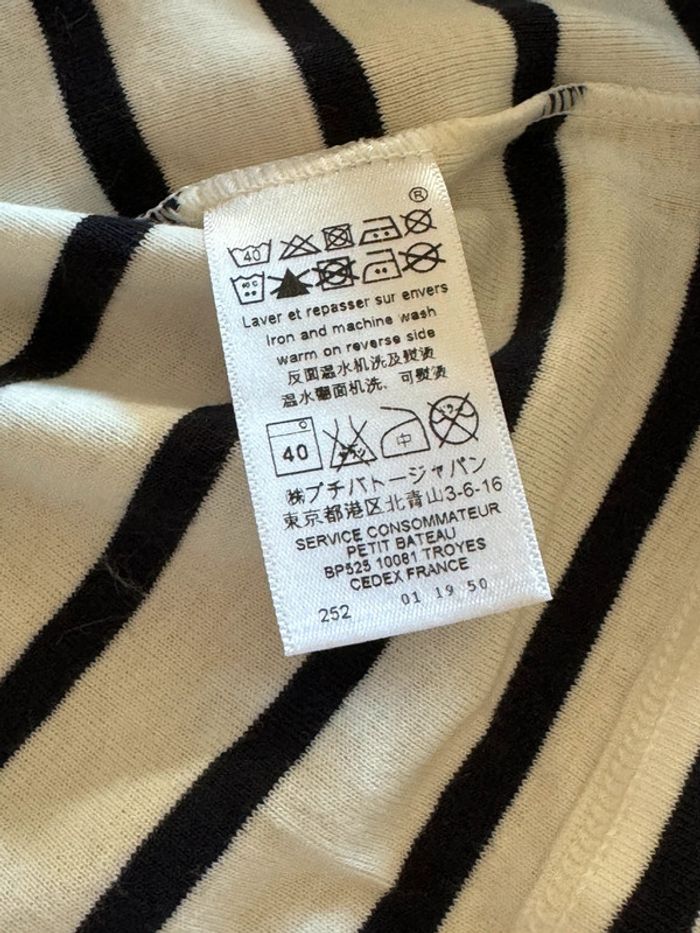 ®
40
Laver et repasser sur envers
Iron and machine wash
warm on reverse side
反面温水机洗及熨烫
温水翻面机洗、可熨烫
40 中
㈱プチバトージャパン
東京都港区北青山3-6-16
SERVICE CONSOMMATEUR
PETIT BATEAU
BP525 10081 TROYES
CEDEX FRANCE
252 01 19 50